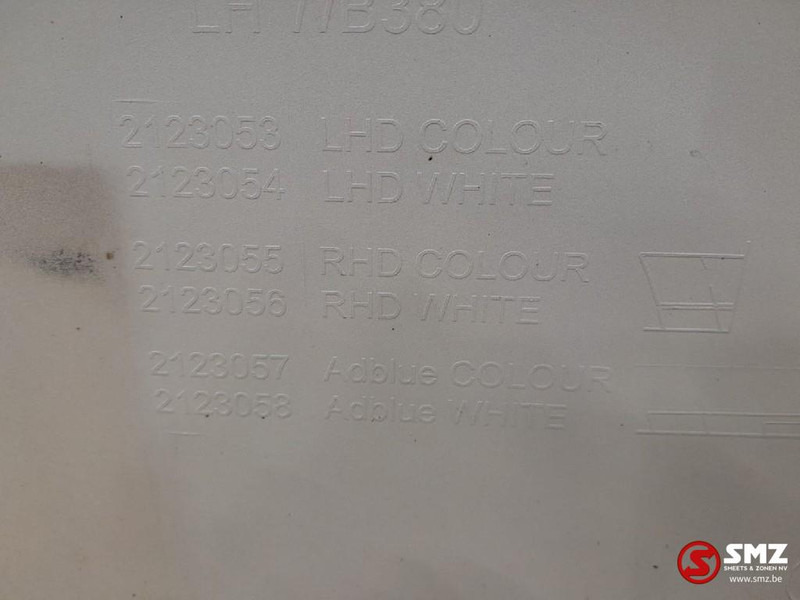 LH WB380
2123053 LHD COLOUR
2123054 LHD WHITE
2123055 RHD COLOUR
2123056 RHD WHITE
2123057 Adblue COLOUR
2123058 Adblue WHITE
SMZ
SHEETS & ZONEN NV
www.smz.be